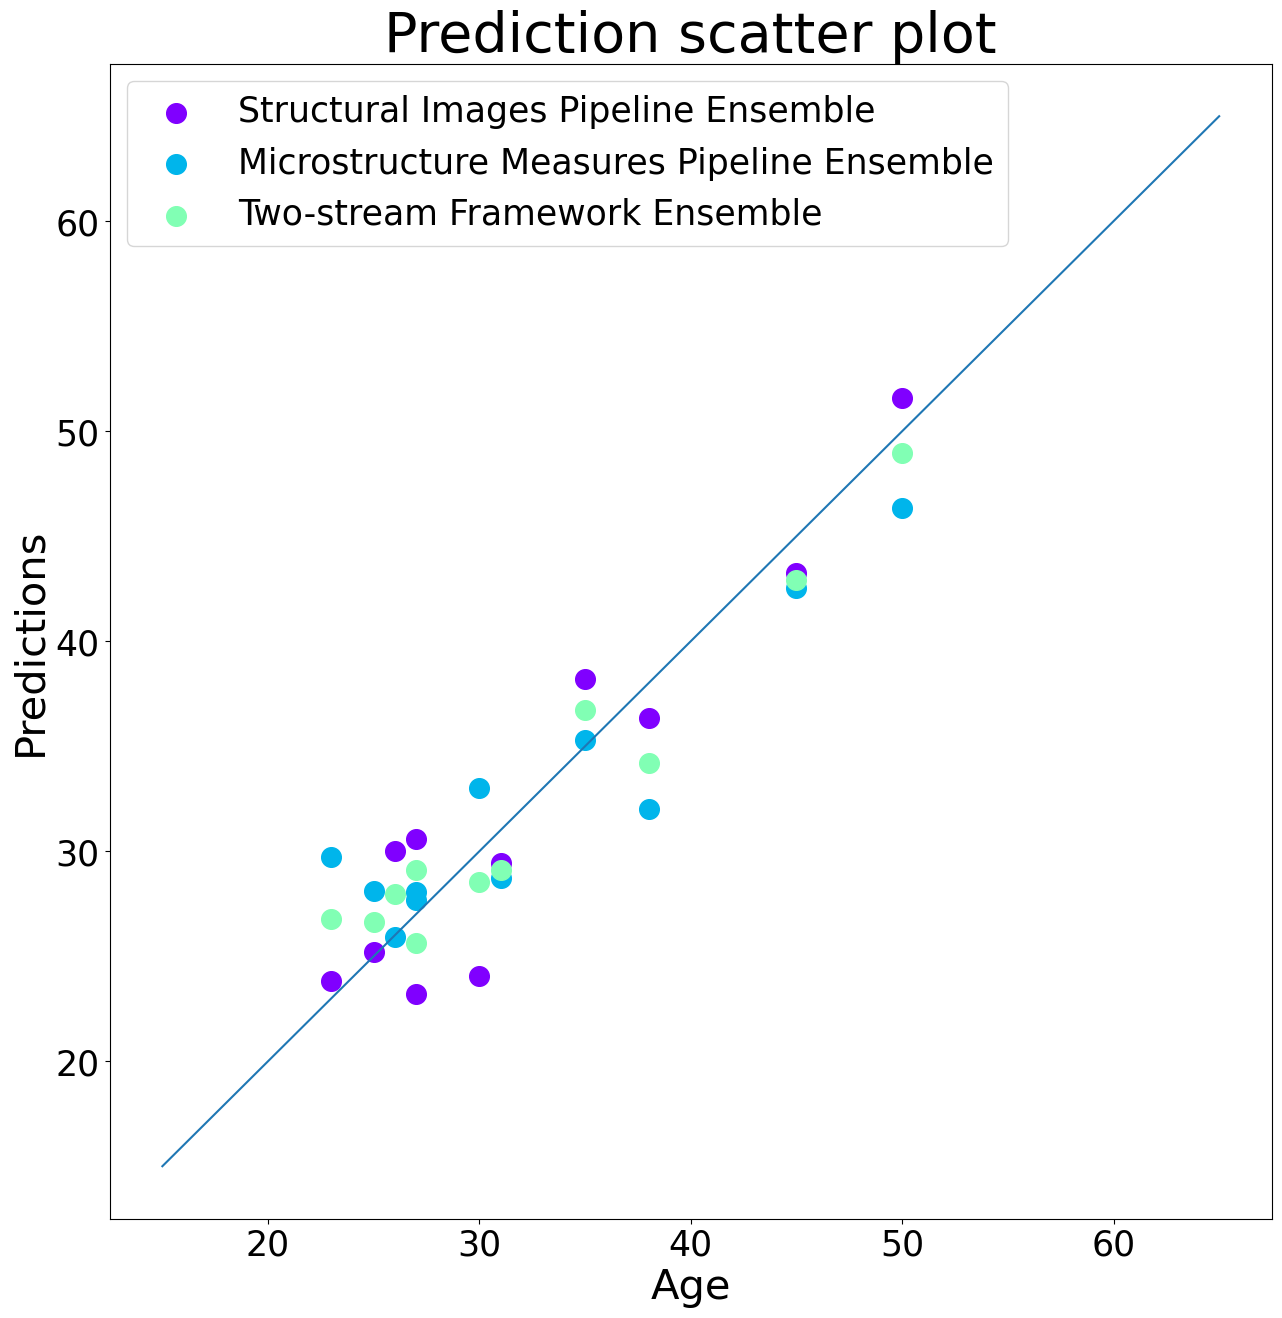 Prediction scatter plot
Structural Images Pipeline Ensemble
Microstructure Measures Pipeline Ensemble
Two-stream Framework Ensemble
60
50
40
30
20
Predictions
20 30 40 50 60
Age